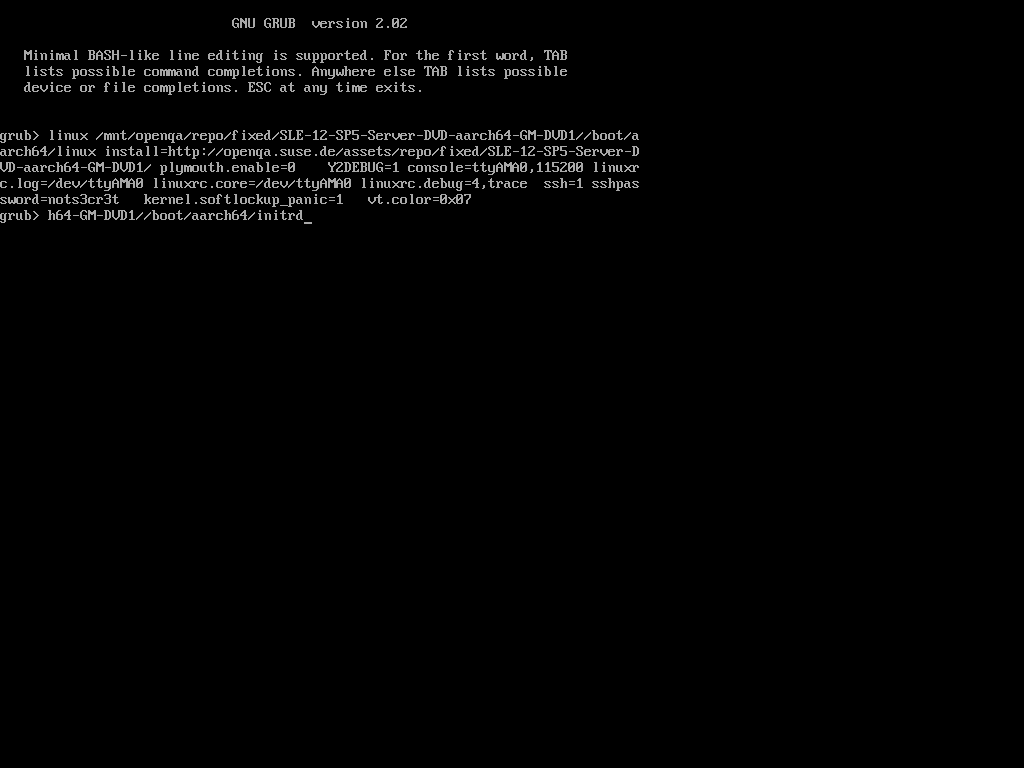 GNU GRUB  version 2.02
Minimal BASH-like line editing is supported. For the first word, TAB
lists possible command completions. Anywhere else TAB lists possible
device or file completions. ESC at any time exits.
grub> linux /mnt/openqa/repo/fixed/SLE-12-SP5-Server-DVD-aarch64-GM-DVD1//boot/a
arch64/linux install=http://openqa.suse.de/assets/repo/fixed/SLE-12-SP5-Server-D
VD-aarch64-GM-DVD1/ plymouth.enable=0    Y2DEBUG=1 console=ttyAMA0,115200 linuxr
c.log=/dev/ttyAMA0 linuxrc.core=/dev/ttyAMA0 linuxrc.debug=4,trace  ssh=1 sshpas
sword=nots3cr3t   kernel.softlockup_panic=1   vt.color=0x07
grub> h64-GM-DVD1//boot/aarch64/initrd_